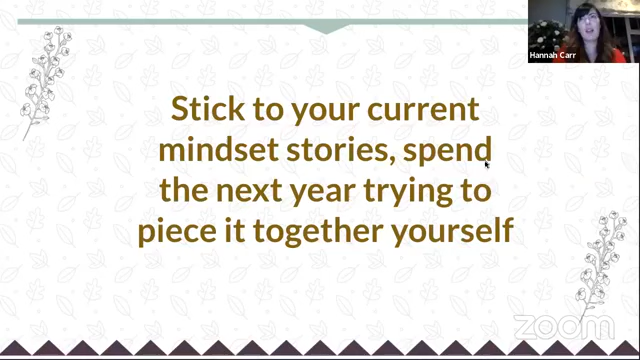 Hannah Carr
Stick to your current
mindset stories, spend
the next year trying to
piece it together yourself
zoom